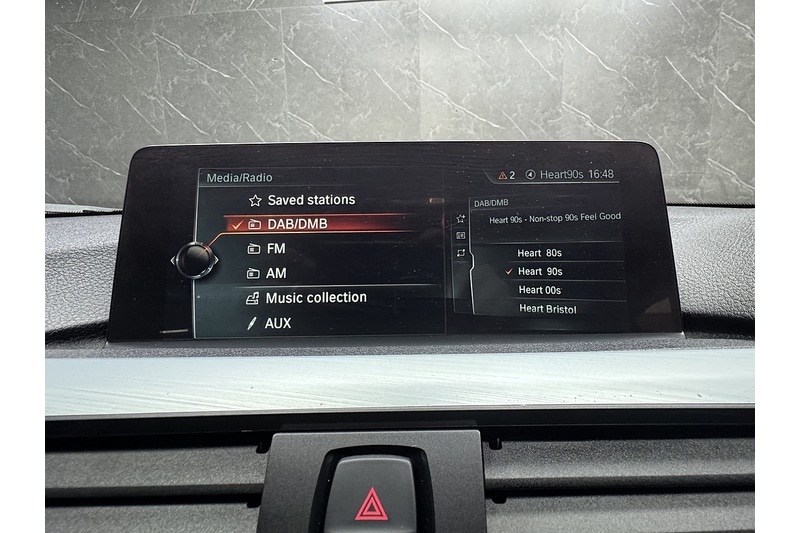 Media/Radio
2 4 Heart90s 16:48
Saved stations
DAB/DMB
FM
AM
Music collection
AUX
DAB/DMB
Heart 90s - Non-stop 90s Feel Good
Heart 80s
Heart 90s
Heart 00s
Heart Bristol